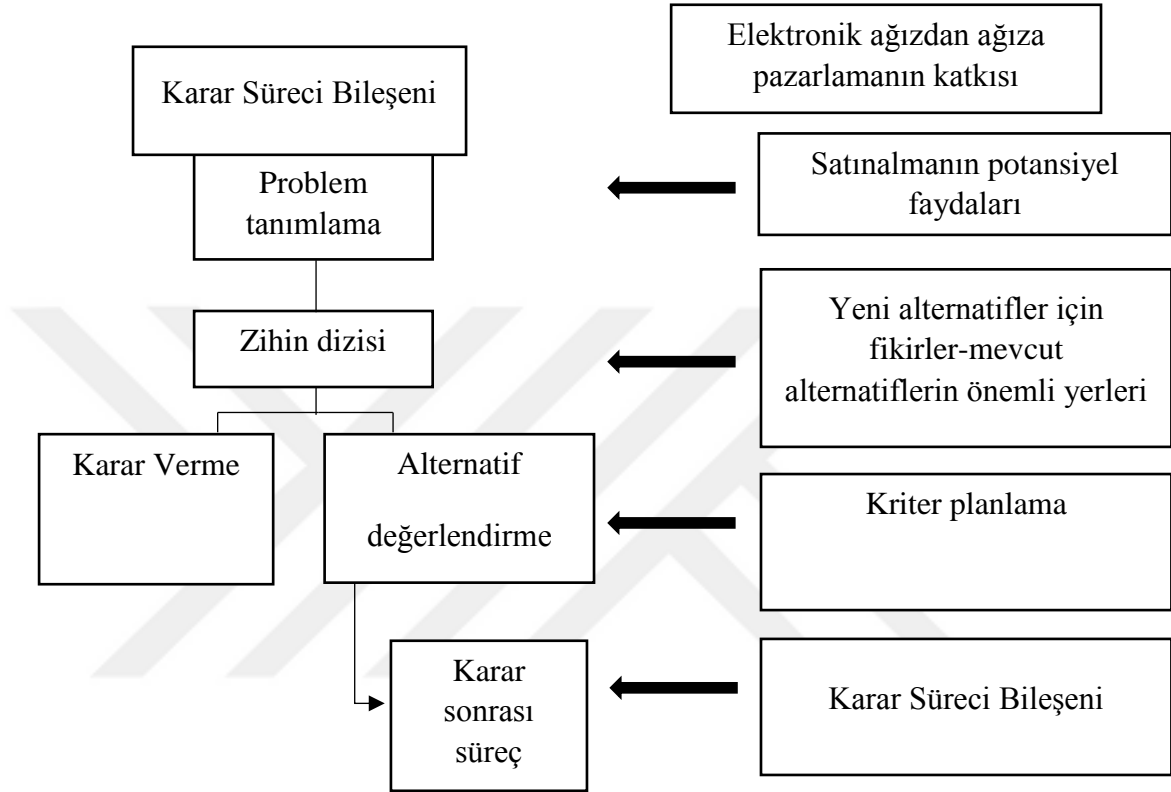 Elektronik ağızdan ağıza
pazarlamanın katkısı
Karar Süreci Bileşeni
Problem
tanımlama
Satınalmanın potansiyel
faydaları
Zihin dizisi
Yeni alternatifler için
fikirler-mevcut
alternatiflerin önemli yerleri
Karar Verme
Alternatif
değerlendirme
Kriter planlama
Karar
sonrası
süreç
Karar Süreci Bileşeni